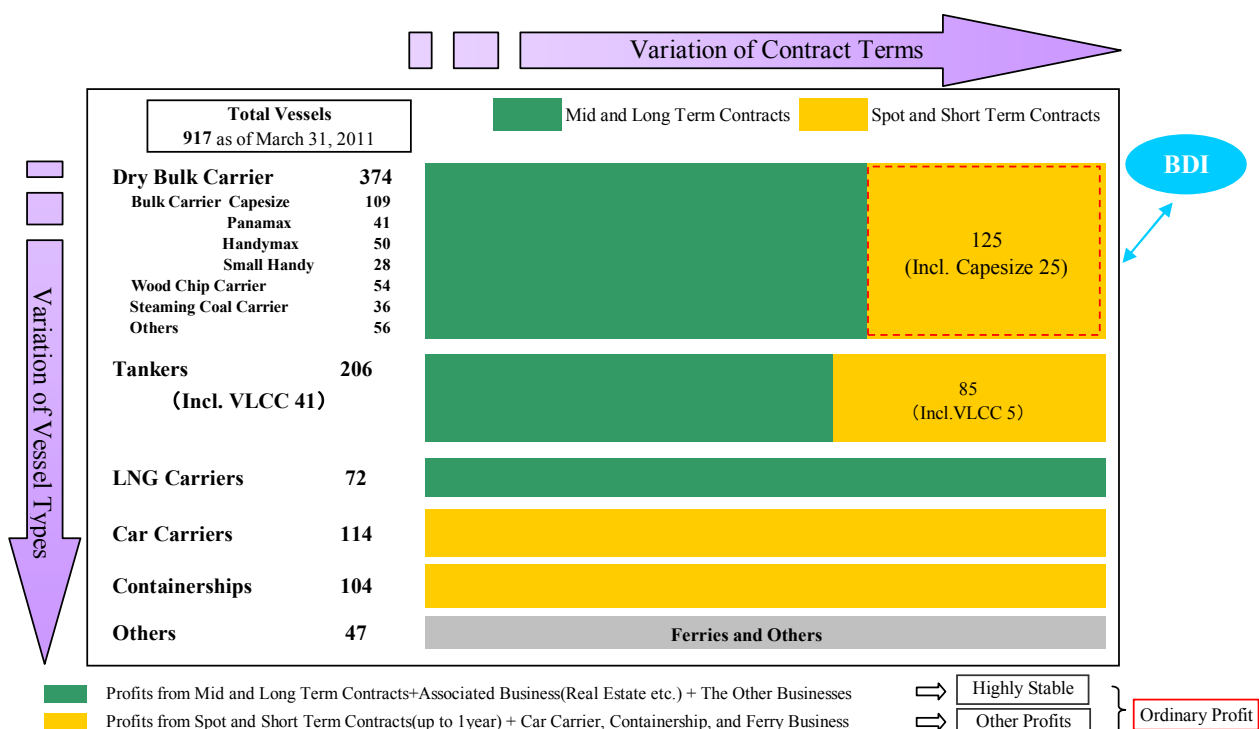 Variation of Contract Terms
Total Vessels
917 as of March 31, 2011
Mid and Long Term Contracts
Spot and Short Term Contracts
BDI
Variation of Vessel Types
Dry Bulk Carrier 374
Bulk Carrier Capesize 109
Panamax 41
Handymax 50
Small Handy 28
Wood Chip Carrier 54
Steaming Coal Carrier 36
Others 56
125
(Incl. Capesize 25)
Tankers 206
（Incl. VLCC 41）
85
（Incl.VLCC 5）
LNG Carriers 72
Car Carriers 114
Containerships 104
Others 47
Ferries and Others
Profits from Mid and Long Term Contracts+Associated Business(Real Estate etc.) + The Other Businesses
Highly Stable
Profits from Spot and Short Term Contracts(up to 1year) + Car Carrier, Containership, and Ferry Business
Other Profits
Ordinary Profit